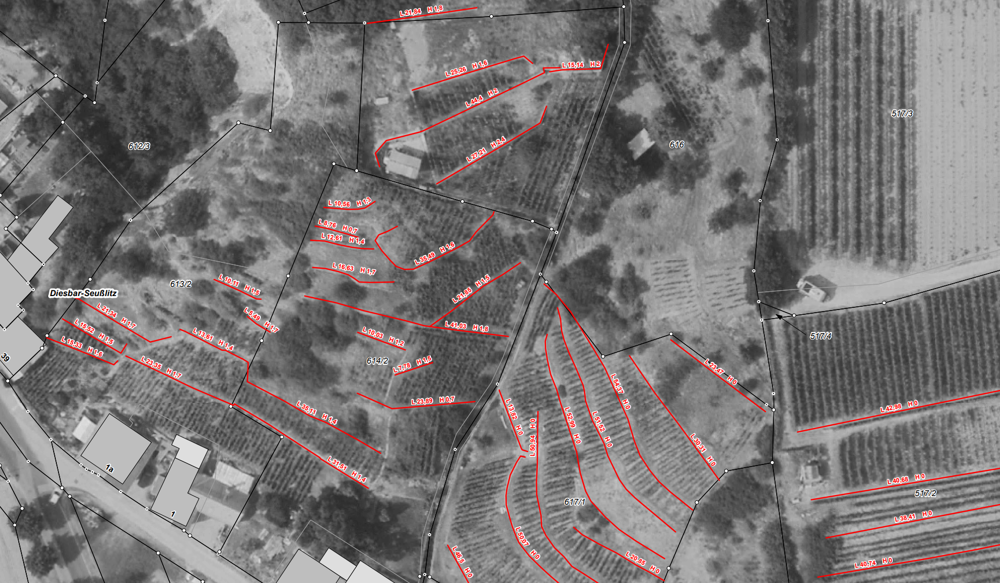 L 21,84 H 1,8
L 25,26 H 1,6
L 15,14 H 2
L 44,4 H 2
517/3
612/3
616
L 27,21 H 2,4
L 10,56 H 1,3
L 8,76 H 0,7
L 12,61 H 1,4
L 35,49 H 1,6
L 16,63 H 1,7
613/2
L 10,11 H 1,5
L 21,85 H 1,5
Diesbar-Seußlitz
L 21,34 H 1,7
L 5,49 H 1,7
L 15,52 H 1,5
L 13,61 H 1,4
L 41,03 H 1,8
L 10,03 H 1,2
517/4
L 15,33 H 1,6
39
614/2
L 7,78 H 1,5
L 23,35 H 1,7
L 23,47 H 0
L 54,37 H 0
L 23,89 H 0,7
L 35,11 H 1,4
L 13,82 H 0
L 50,94 H 0
L 52,99 H 0
L 51,52 H 0
L 42,98 H 0
L 30,31 H 0
1a
L 31,51 H 1,4
L 40,68 H 0
517/2
617/1
1
L 38,41 H 0
L 50,07 H 0
L 46,5 H 0
L 20,85 H 0
L 40,74 H 0